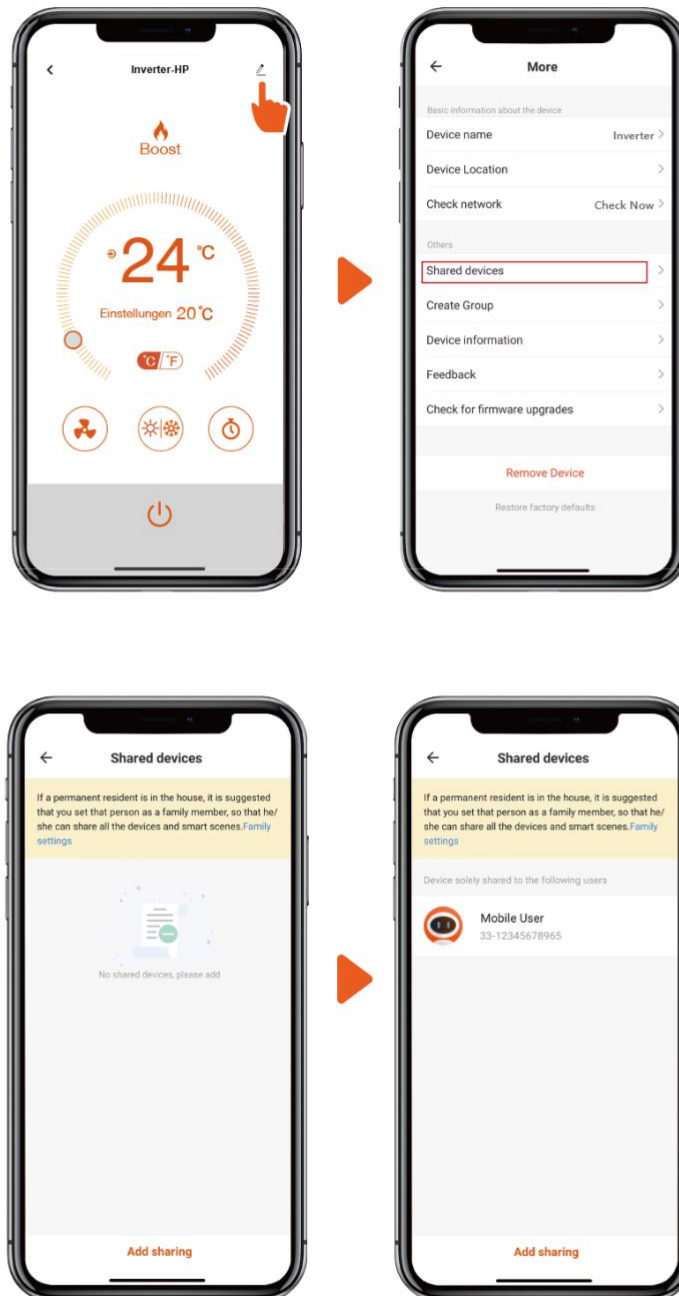 Inverter-HP
Boost
24 °C
Einstellungen 20°C
°C/°F
More
Basic information about the device
Device name Inverter
Device Location
Check network Check Now
Others
Shared devices
Create Group
Device information
Feedback
Check for firmware upgrades
Remove Device
Restore factory defaults
Shared devices
If a permanent resident is in the house, it is suggested
that you set that person as a family member, so that he/
she can share all the devices and smart scenes.Family
settings
No shared devices, please add
Add sharing
Shared devices
If a permanent resident is in the house, it is suggested
that you set that person as a family member, so that he/
she can share all the devices and smart scenes.Family
settings
Device solely shared to the following users
Mobile User
33-12345678965
Add sharing